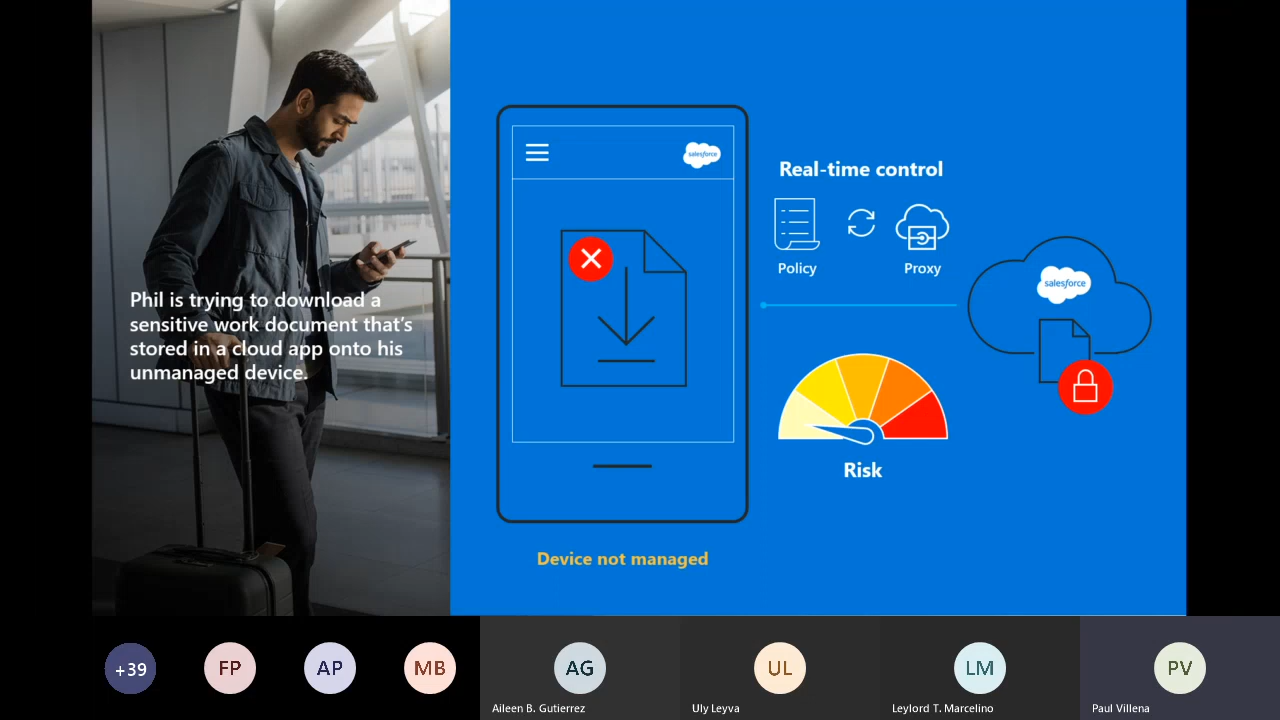 Phil is trying to download a
sensitive work document that's
stored in a cloud app onto his
unmanaged device.
salesforce
Device not managed
Real-time control
Policy
Proxy
Risk
salesforce
+39
FP
AP
MB
AG
Aileen B. Gutierrez
UL
Uly Leyva
LM
Leylord T. Marcelino
PV
Paul Villena